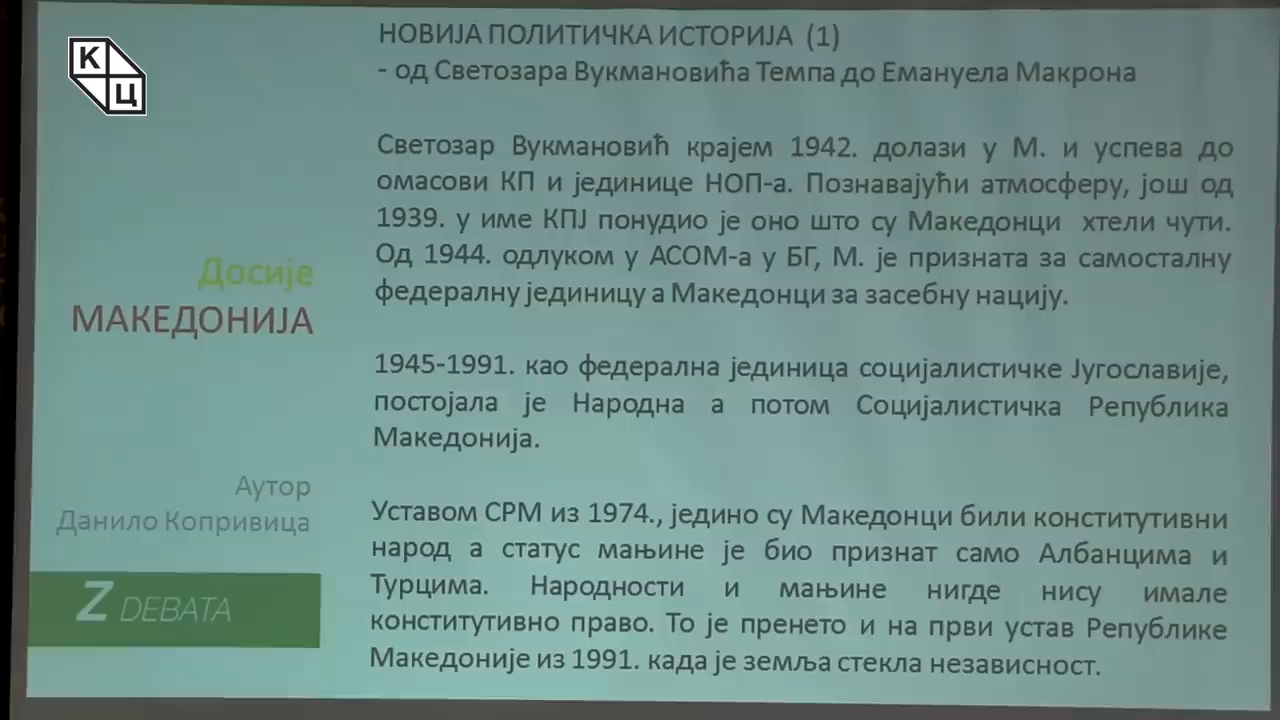 К
Ц
НОВИЈА ПОЛИТИЧКА ИСТОРИЈА (1)
- од Светозара Вукмановића Темпа до Емануела Макрона
Светозар Вукмановић крајем 1942. долази у М. и успева до
омасови КП и јединице НОП-а. Познавајући атмосферу, још од
1939. у име КПЈ понудио је оно што су Македонци хтели чути.
Од 1944. одлуком у АСОМ-а у БГ, М. је призната за самосталну
федералну јединицу а Македонци за засебну нацију.
1945-1991. као федерална јединица социјалистичке Југославије,
постојала је Народна а потом Социјалистичка Република
Македонија.
Уставом СРМ из 1974., једино су Македонци били конститутивни
народ а статус мањине је био признат само Албанцима и
Турцима. Народности и мањине нигде нису имале
конститутивно право. То је пренето и на први устав Републике
Македоније из 1991. када је земља стекла независност.
Досије
МАКЕДОНИЈА
Аутор
Данило Копривица
Z DEBATA